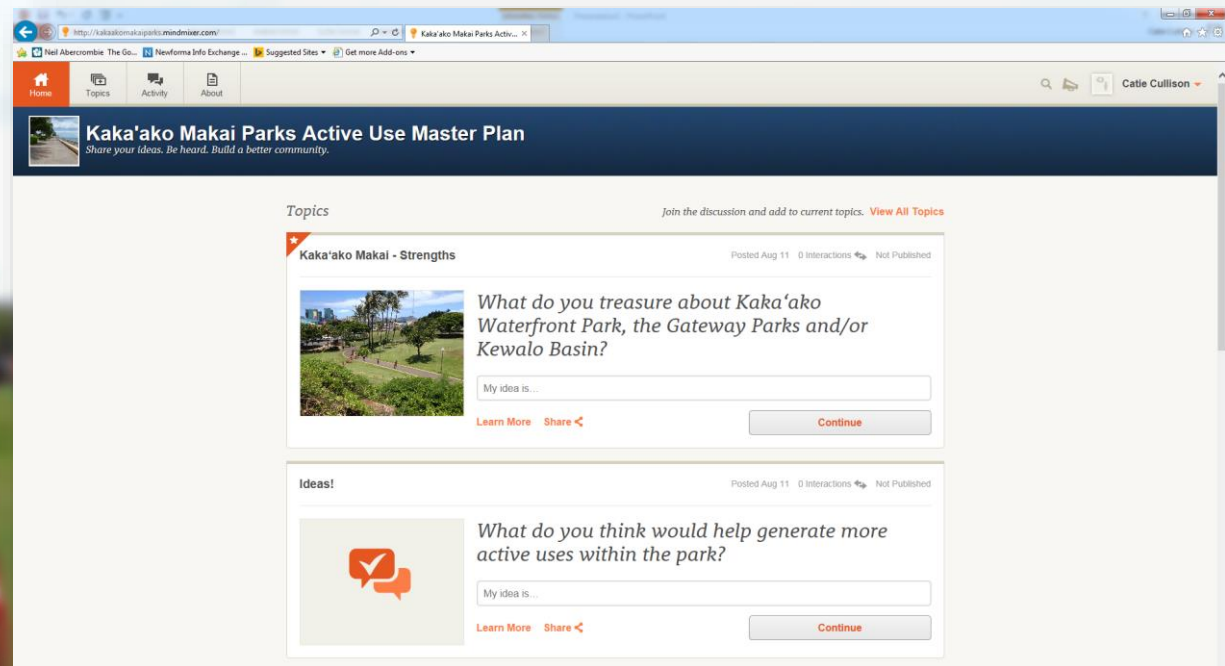 http://kakaakomakaiparks.mindmixer.com/
Kaka'ako Makai Parks Activ...
Neil Abercrombie The Go... Newforma Info Exchange ... Suggested Sites Get more Add-ons
Home Topics Activity About Catie Cullison
Kaka'ako Makai Parks Active Use Master Plan
Share your ideas. Be heard. Build a better community.
Topics Join the discussion and add to current topics. View All Topics
Kakaʻako Makai - Strengths Posted Aug 11 0 Interactions Not Published
What do you treasure about Kakaʻako
Waterfront Park, the Gateway Parks and/or
Kewalo Basin?
My idea is...
Learn More Share Continue
Ideas! Posted Aug 11 0 Interactions Not Published
What do you think would help generate more
active uses within the park?
My idea is...
Learn More Share Continue